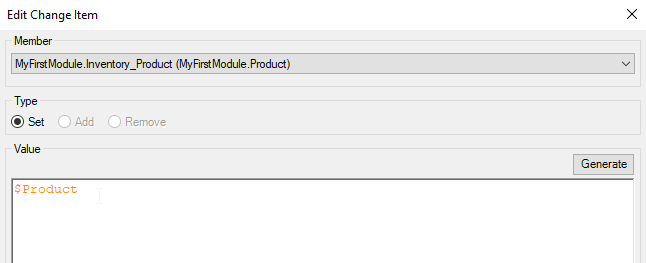 Edit Change Item
Member
MyFirstModule.Inventory_Product (MyFirstModule.Product)
Type
Set Add Remove
Value
Generate
$Product